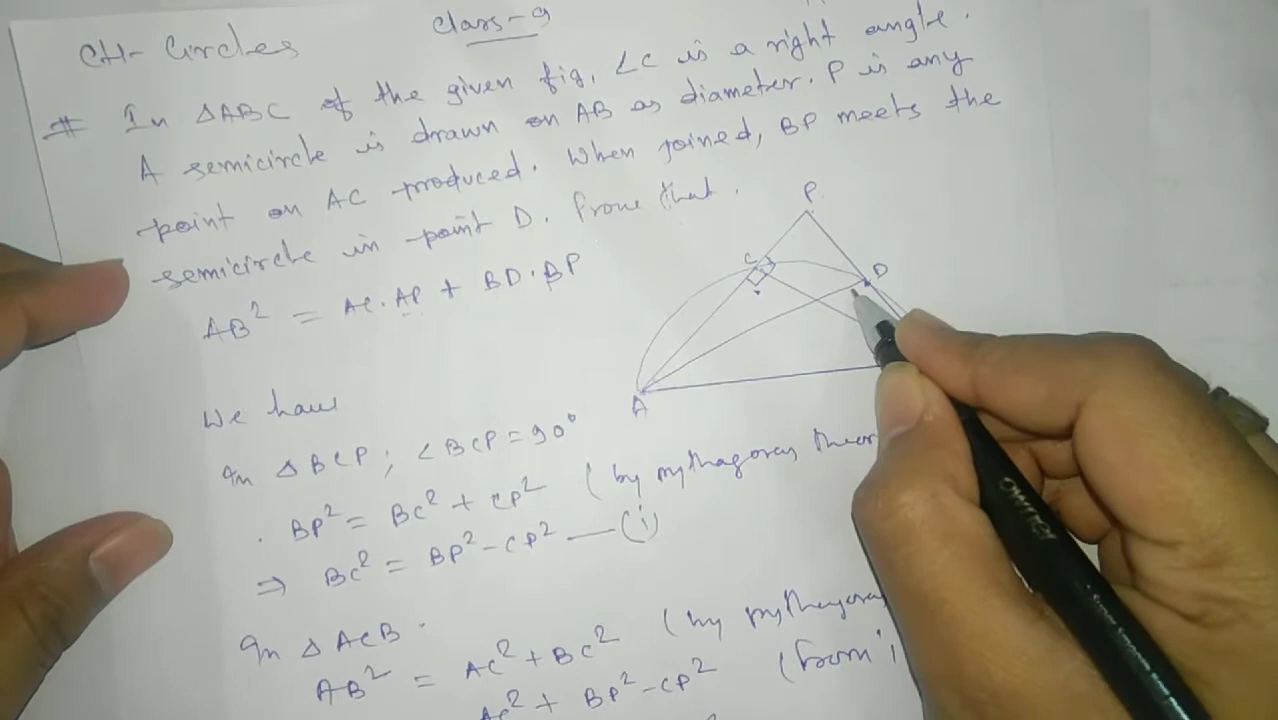 CH- Circles
Class-9
# In ΔABC of the given fig, ∠C is a right angle.
A semicircle is drawn on AB as diameter. P is any
point on AC produced. When joined, BP meets the
semicircle in point D. Prove that.
AB² = AC.AP + BD.BP
P
C
D
A
We have
In ΔBCP; ∠BCP = 90°
BP² = BC² + CP² (by pythagoras
⇒ BC² = BP² - CP² — (i)
In ΔACB
AB² = AC² + BC² (by
AC² + BP² - CP² (from i
OMNITEX